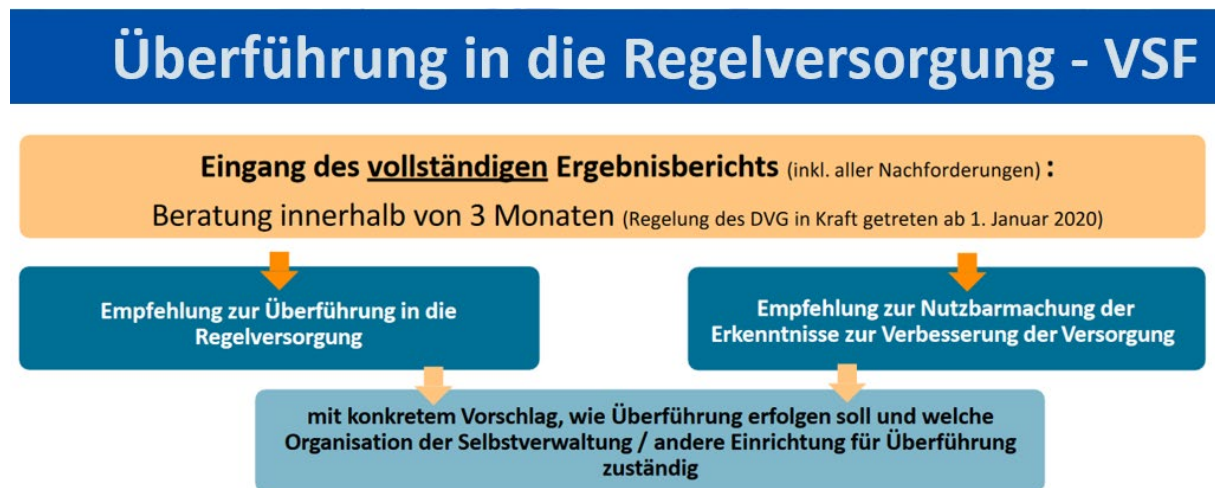 Überführung in die Regelversorgung - VSF
Eingang des vollständigen Ergebnisberichts (inkl. aller Nachforderungen) :
Beratung innerhalb von 3 Monaten (Regelung des DVG in Kraft getreten ab 1. Januar 2020)
Empfehlung zur Überführung in die
Regelversorgung
Empfehlung zur Nutzbarmachung der
Erkenntnisse zur Verbesserung der Versorgung
mit konkretem Vorschlag, wie Überführung erfolgen soll und welche
Organisation der Selbstverwaltung / andere Einrichtung für Überführung
zuständig